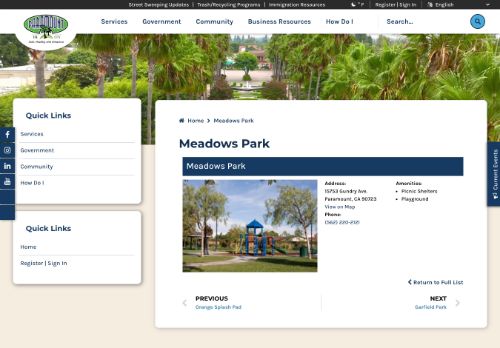 Street Sweeping Updates | Trash/Recycling Programs | Immigration Resources
° F
Register | Sign In
English
PARAMOUNT
Services
Government
Community
Business Resources
How Do I
Search...
Quick Links
Services
Government
Community
How Do I
Quick Links
Home
Register | Sign In
Home > Meadows Park
Meadows Park
Meadows Park
Address:
15753 Gundry Ave.
Paramount, CA 90723
View on Map
Phone:
(562) 220-2121
Amenities:
Picnic Shelters
Playground
Return to Full List
PREVIOUS
Orange Splash Pad
NEXT
Garfield Park
Current Events